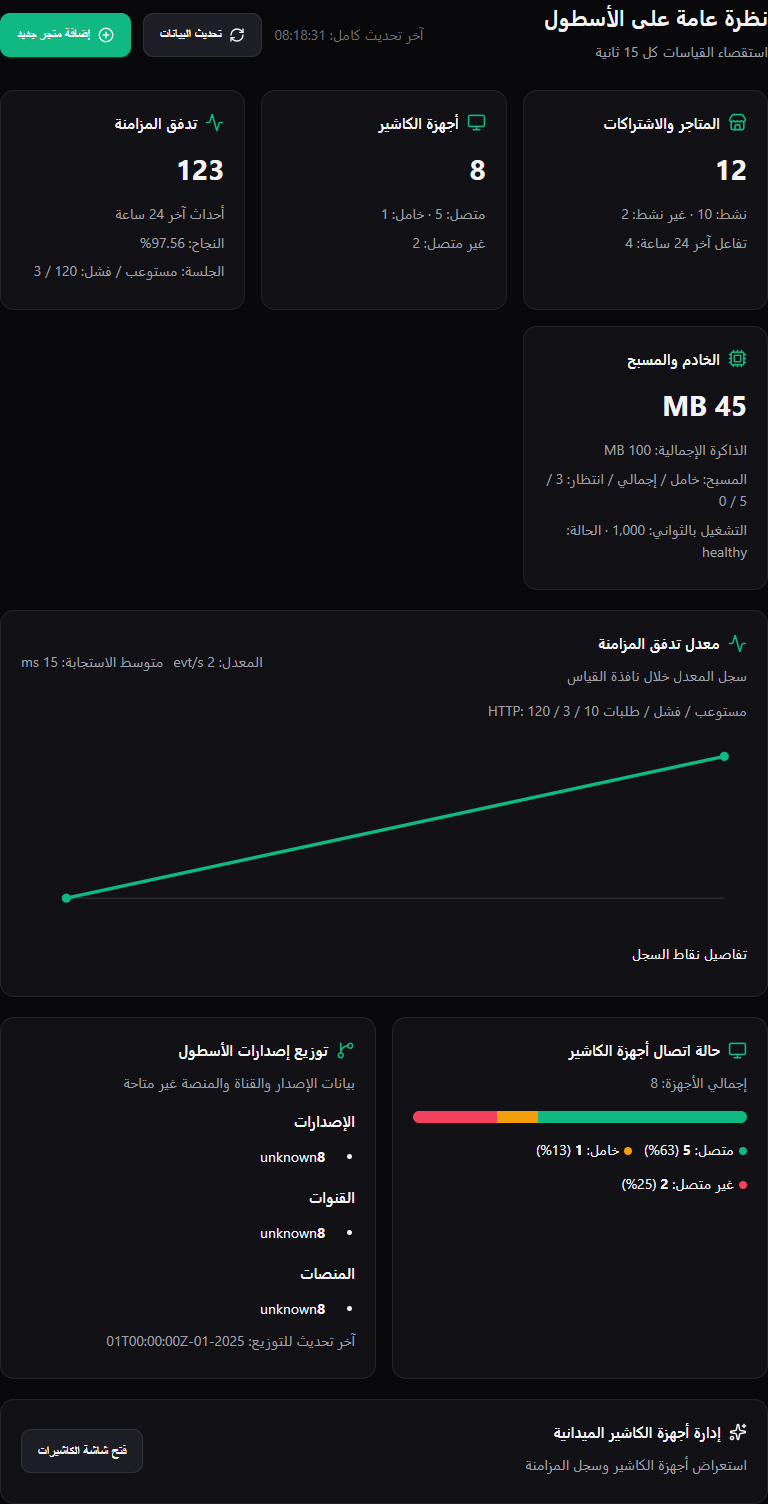 نظرة عامة على الأسطول
استقصاء القياسات كل 15 ثانية
آخر تحديث كامل: 08:18:31
تحديث البيانات
إضافة متجر جديد
المتاجر والاشتراكات
12
نشط: 10 · غير نشط: 2
تفاعل آخر 24 ساعة: 4
أجهزة الكاشير
8
متصل: 5 · خامل: 1
غير متصل: 2
تدفق المزامنة
123
أحداث آخر 24 ساعة
النجاح: 97.56%
الجلسة: مستوعب / فشل: 120 / 3
الخادم والمسبح
45 MB
الذاكرة الإجمالية: 100 MB
المسبح: خامل / إجمالي / انتظار: 3 /
5 / 0
التشغيل بالثواني: 1,000 · الحالة:
healthy
معدل تدفق المزامنة
سجل المعدل خلال نافذة القياس
المعدل: 2 evt/s متوسط الاستجابة: 15 ms
مستوعب / فشل / طلبات HTTP: 120 / 3 / 10
تفاصيل نقاط السجل
حالة اتصال أجهزة الكاشير
إجمالي الأجهزة: 8
متصل: 5 (63%) خامل: 1 (13%)
غير متصل: 2 (25%)
توزيع إصدارات الأسطول
بيانات الإصدار والقناة والمنصة غير متاحة
الإصدارات
unknown8
القنوات
unknown8
المنصات
unknown8
آخر تحديث للتوزيع: 2025-01-01T00:00:00Z
إدارة أجهزة الكاشير الميدانية
استعراض أجهزة الكاشير وسجل المزامنة
فتح شاشة الكاشيرات